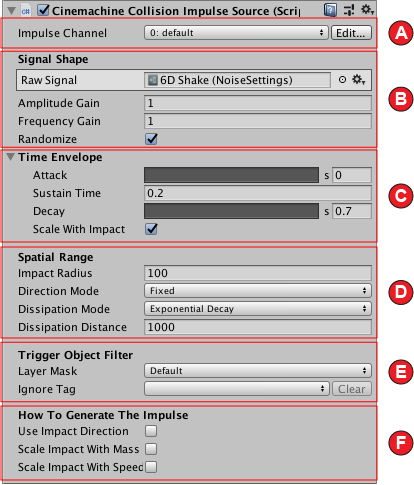 Cinemachine Collision Impulse Source (Scrip
Impulse Channel 0: default Edit... A
Signal Shape
Raw Signal 6D Shake (NoiseSettings)
B
Amplitude Gain 1
Frequency Gain 1
Randomize
Time Envelope
Attack s 0
Sustain Time 0.2 C
Decay s 0.7
Scale With Impact
Spatial Range
Impact Radius 100
Direction Mode Fixed D
Dissipation Mode Exponential Decay
Dissipation Distance 1000
Trigger Object Filter
Layer Mask Default E
Ignore Tag Clear
How To Generate The Impulse
Use Impact Direction
F
Scale Impact With Mass
Scale Impact With Speed